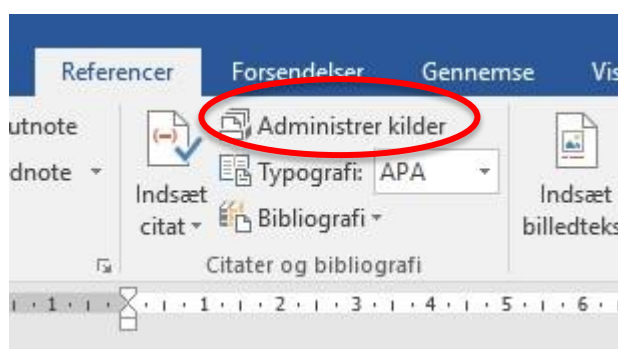 Referencer Forsendelser Gennemse Vis
utnote
dnote
Indsæt
citat
Administrer kilder
Typografi: APA
Bibliografi
Citater og bibliografi
Indsæt
billedteks
1 1 2 3 4 5 6